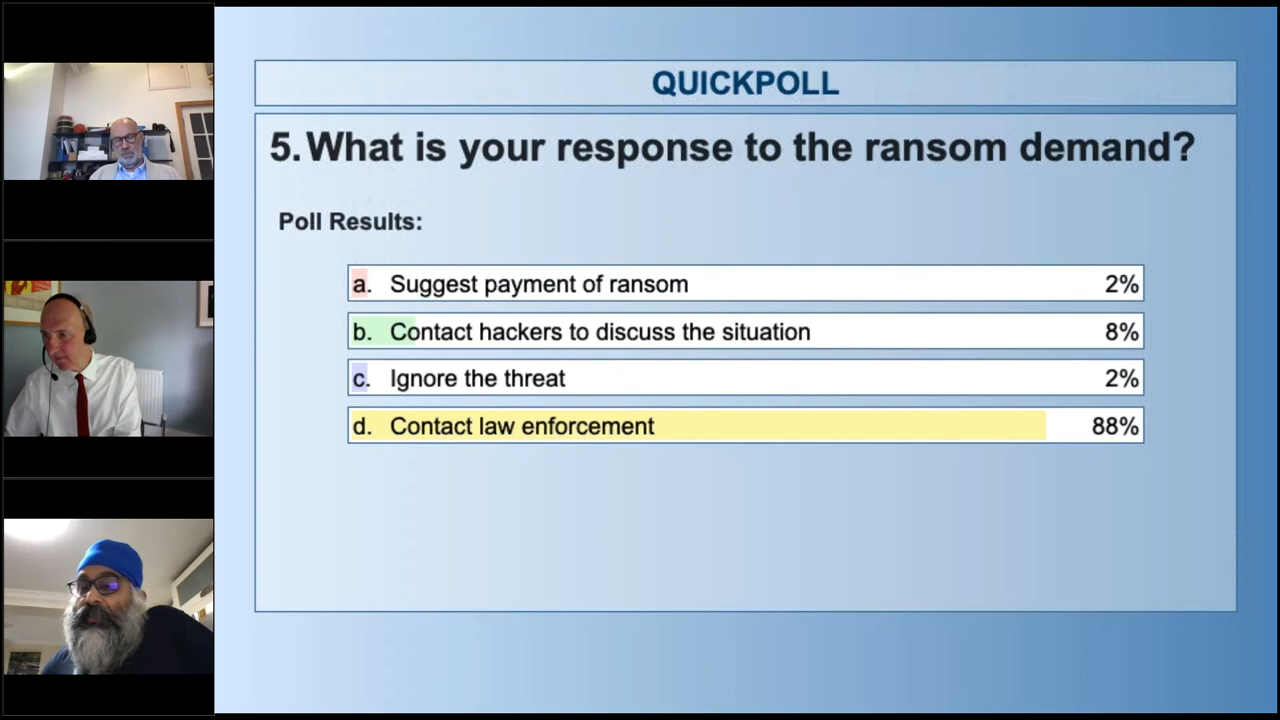 QUICKPOLL
5. What is your response to the ransom demand?
Poll Results:
a. Suggest payment of ransom 2%
b. Contact hackers to discuss the situation 8%
c. Ignore the threat 2%
d. Contact law enforcement 88%